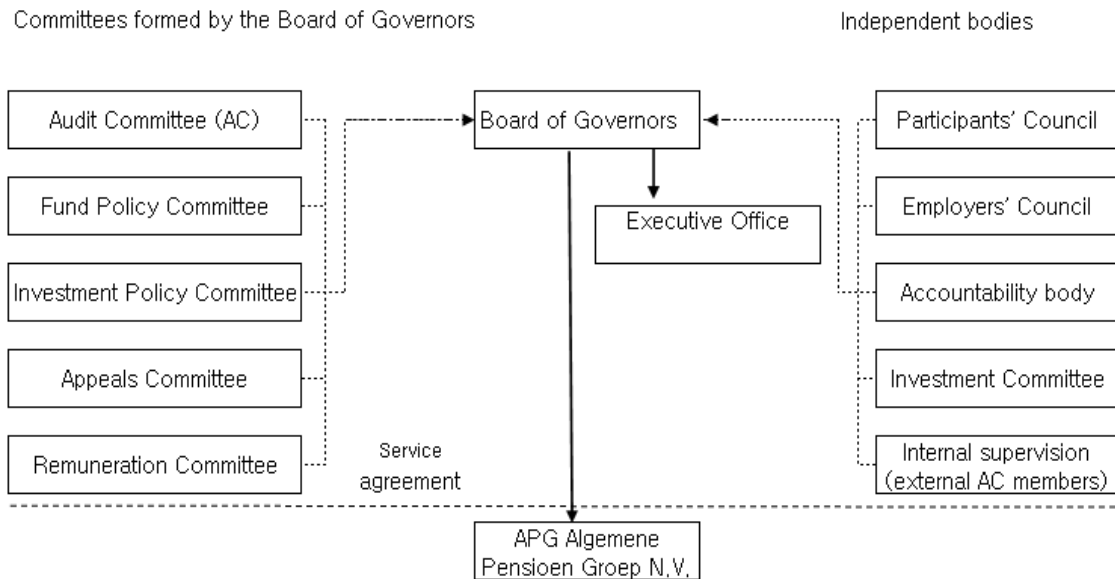 Committees formed by the Board of Governors
Independent bodies
Audit Committee (AC)
Fund Policy Committee
Investment Policy Committee
Appeals Committee
Remuneration Committee
Board of Governors
Executive Office
Service
agreement
APG Algemene
Pensioen Groep N.V.
Participants' Council
Employers' Council
Accountability body
Investment Committee
Internal supervision
(external AC members)